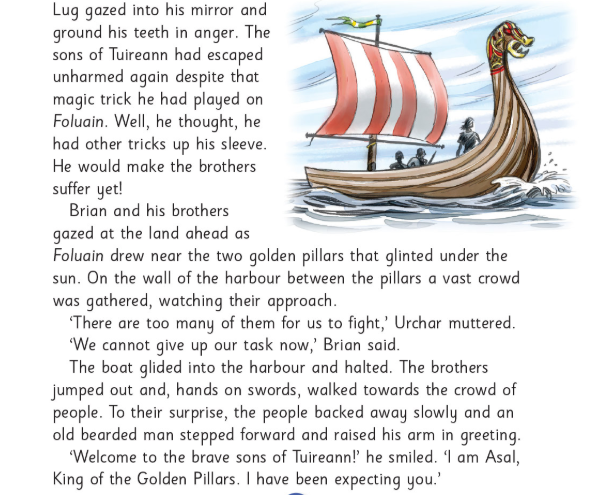 Lug gazed into his mirror and
ground his teeth in anger. The
sons of Tuireann had escaped
unharmed again despite that
magic trick he had played on
Foluain. Well, he thought, he
had other tricks up his sleeve.
He would make the brothers
suffer yet!
Brian and his brothers
gazed at the land ahead as
Foluain drew near the two golden pillars that glinted under the
sun. On the wall of the harbour between the pillars a vast crowd
was gathered, watching their approach.
‘There are too many of them for us to fight,’ Urchar muttered.
‘We cannot give up our task now,’ Brian said.
The boat glided into the harbour and halted. The brothers
jumped out and, hands on swords, walked towards the crowd of
people. To their surprise, the people backed away slowly and an
old bearded man stepped forward and raised his arm in greeting.
‘Welcome to the brave sons of Tuireann!’ he smiled. ‘I am Asal,
King of the Golden Pillars. I have been expecting you.’